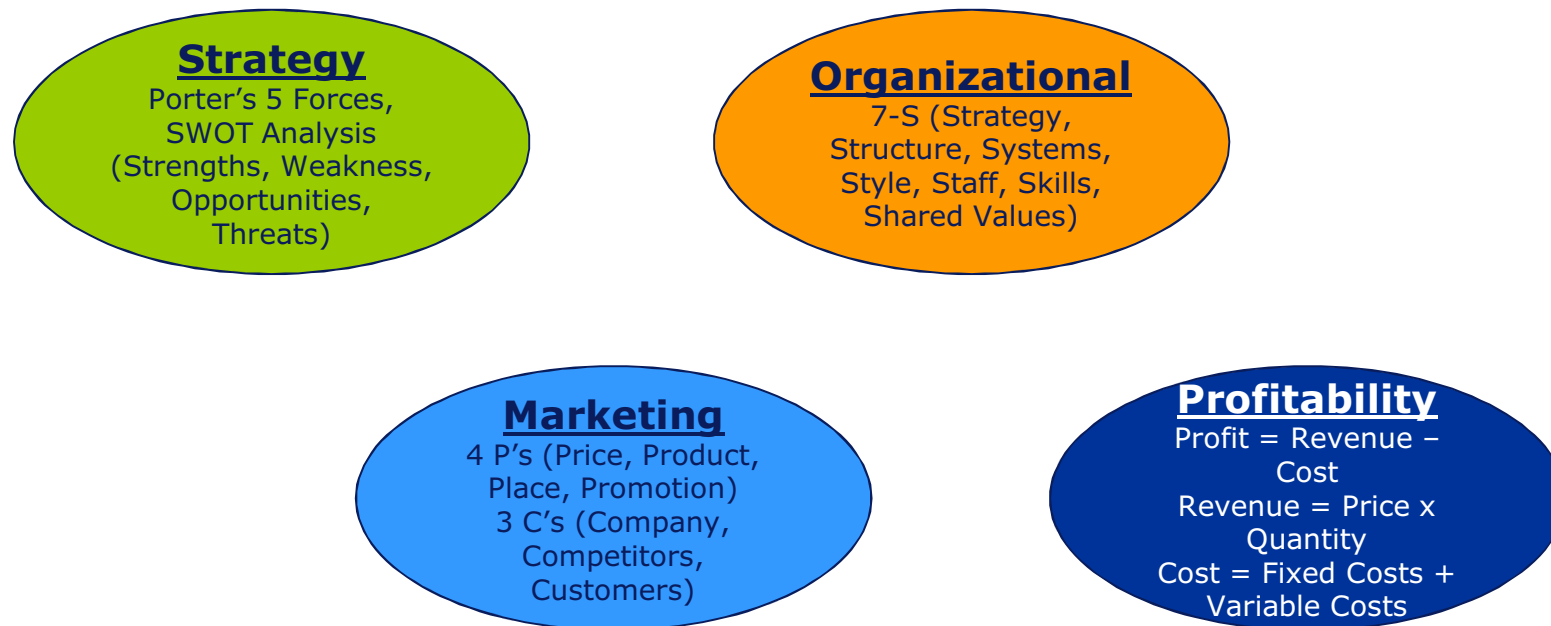 Strategy
Porter’s 5 Forces,
SWOT Analysis
(Strengths, Weakness,
Opportunities,
Threats)
Organizational
7-S (Strategy,
Structure, Systems,
Style, Staff, Skills,
Shared Values)
Marketing
4 P’s (Price, Product,
Place, Promotion)
3 C’s (Company,
Competitors,
Customers)
Profitability
Profit = Revenue –
Cost
Revenue = Price x
Quantity
Cost = Fixed Costs +
Variable Costs